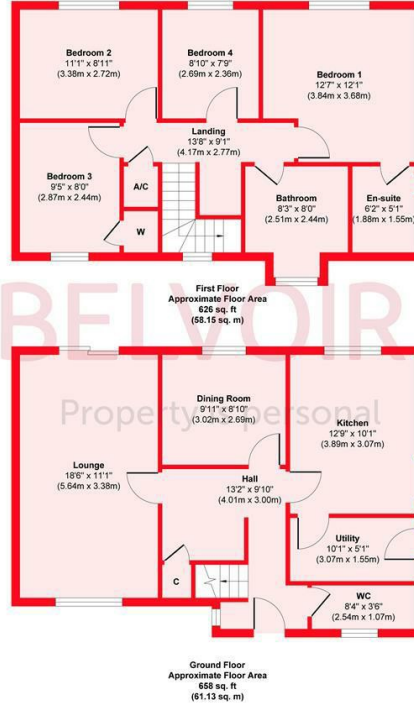 Bedroom 2
11'1" x 8'11"
(3.38m x 2.72m)
Bedroom 4
8'10" x 7'9"
(2.69m x 2.36m)
Bedroom 1
12'7" x 12'1"
(3.84m x 3.68m)
Landing
13'8" x 9'1"
(4.17m x 2.77m)
Bedroom 3
9'5" x 8'0"
(2.87m x 2.44m)
A/C
W
Bathroom
8'3" x 8'0"
(2.51m x 2.44m)
En-suite
6'2" x 5'1"
(1.88m x 1.55m)
First Floor
Approximate Floor Area
626 sq. ft
(58.15 sq. m)
BELVOIR
Dining Room
9'11" x 8'10"
(3.02m x 2.69m)
Kitchen
12'9" x 10'1"
(3.89m x 3.07m)
Lounge
18'6" x 11'1"
(5.64m x 3.38m)
Hall
13'2" x 9'10"
(4.01m x 3.00m)
Utility
10'1" x 5'1"
(3.07m x 1.55m)
C
WC
8'4" x 3'6"
(2.54m x 1.07m)
Ground Floor
Approximate Floor Area
658 sq. ft
(61.13 sq. m)